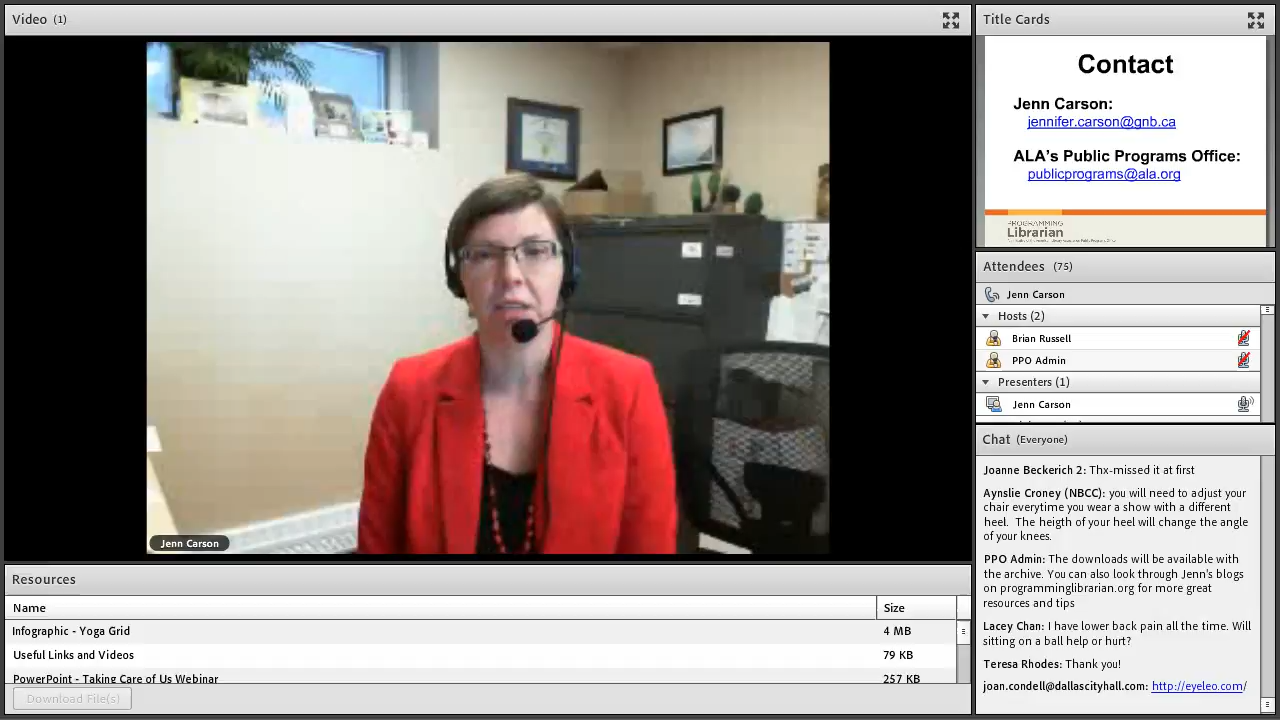 Video (1)
Jenn Carson
Resources
Name Size
Infographic - Yoga Grid 4 MB
Useful Links and Videos 79 KB
PowerPoint - Taking Care of Us Webinar 257 KB
Download File(s)
Title Cards
Contact
Jenn Carson:
jennifer.carson@gnb.ca
ALA's Public Programs Office:
publicprograms@ala.org
PROGRAMMING
Librarian
Attendees (75)
Jenn Carson
Hosts (2)
Brian Russell
PPO Admin
Presenters (1)
Jenn Carson
Chat (Everyone)
Joanne Beckerich 2: Thx-missed it at first
Aynslie Croney (NBCC): you will need to adjust your
chair everytime you wear a show with a different
heel. The heigth of your heel will change the angle
of your knees.
PPO Admin: The downloads will be available with
the archive. You can also look through Jenn's blogs
on programminglibrarian.org for more great
resources and tips
Lacey Chan: I have lower back pain all the time. Will
sitting on a ball help or hurt?
Teresa Rhodes: Thank you!
joan.condell@dallascityhall.com: http://eyeleo.com/